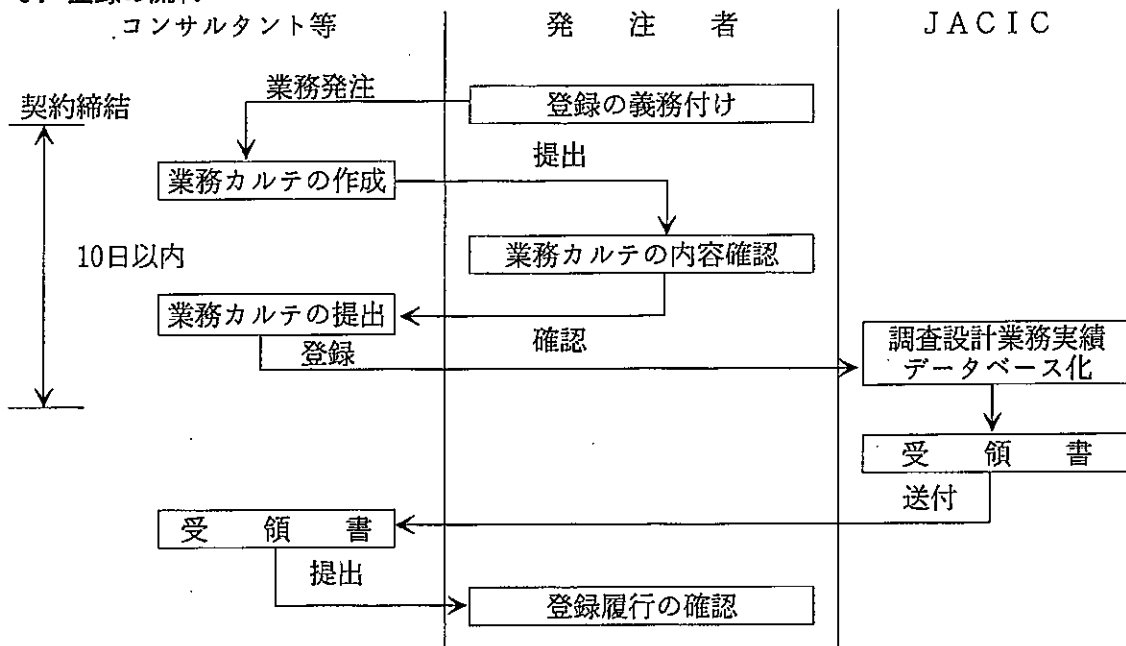 コンサルタント等
発注者
JACIC
業務発注
登録の義務付け
契約締結
提出
業務カルテの作成
10日以内
業務カルテの内容確認
業務カルテの提出
確認
登録
調査設計業務実績
データベース化
受領書
送付
受領書
提出
登録履行の確認